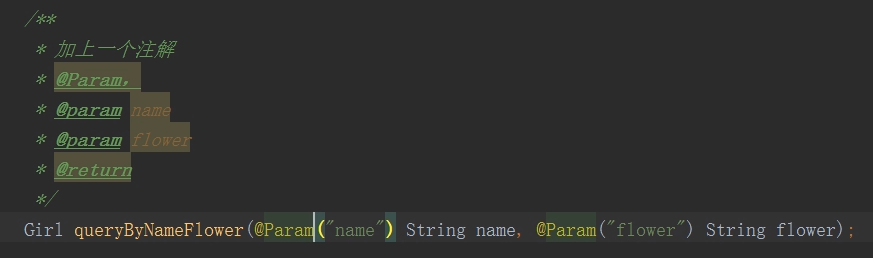 /**
* 加上一个注解
* @Param，
* @param name
* @param flower
* @return
*/
Girl queryByNameFlower(@Param("name") String name, @Param("flower") String flower);